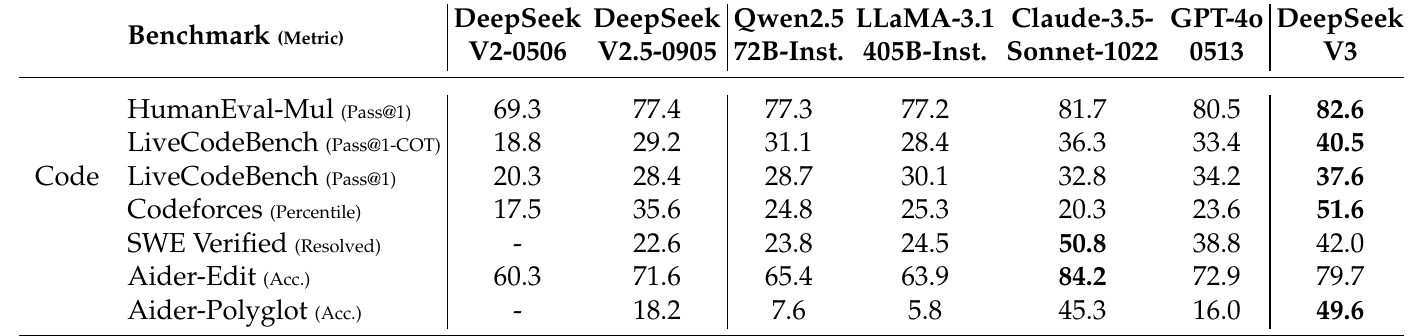 Benchmark (Metric) DeepSeek V2-0506 DeepSeek V2.5-0905 Qwen2.5 72B-Inst. LLaMA-3.1 405B-Inst. Claude-3.5-Sonnet-1022 GPT-4o 0513 DeepSeek V3
HumanEval-Mul (Pass@1) 69.3 77.4 77.3 77.2 81.7 80.5 82.6
LiveCodeBench (Pass@1-COT) 18.8 29.2 31.1 28.4 36.3 33.4 40.5
Code LiveCodeBench (Pass@1) 20.3 28.4 28.7 30.1 32.8 34.2 37.6
Codeforces (Percentile) 17.5 35.6 24.8 25.3 20.3 23.6 51.6
SWE Verified (Resolved) - 22.6 23.8 24.5 50.8 38.8 42.0
Aider-Edit (Acc.) 60.3 71.6 65.4 63.9 84.2 72.9 79.7
Aider-Polyglot (Acc.) - 18.2 7.6 5.8 45.3 16.0 49.6